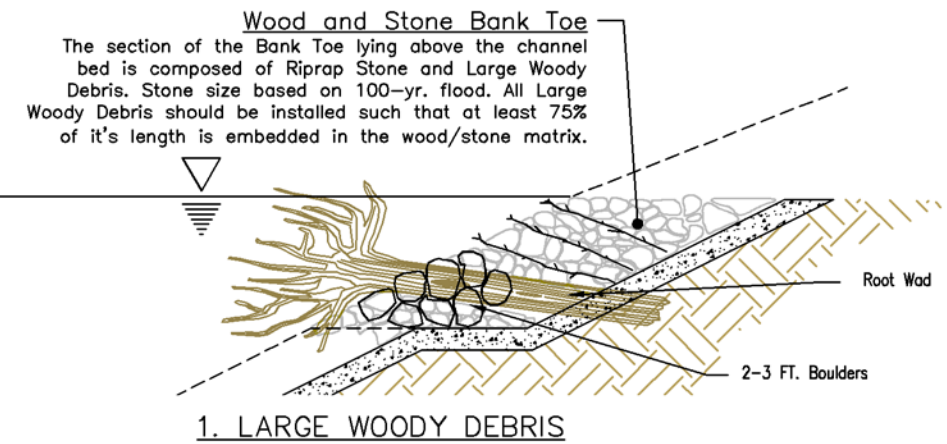 Wood and Stone Bank Toe
The section of the Bank Toe lying above the channel
bed is composed of Riprap Stone and Large Woody
Debris. Stone size based on 100-yr. flood. All Large
Woody Debris should be installed such that at least 75%
of it's length is embedded in the wood/stone matrix.
Root Wad
2-3 FT. Boulders
1. LARGE WOODY DEBRIS